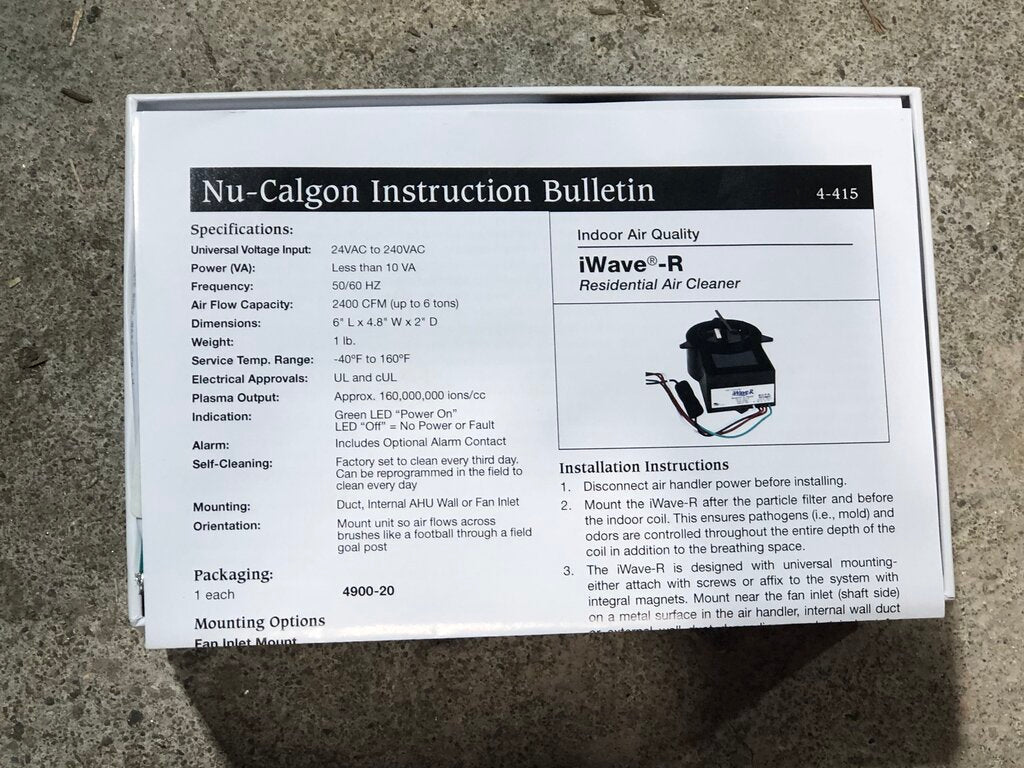 Nu-Calgon Instruction Bulletin
4-415
Specifications:
Universal Voltage Input: 24VAC to 240VAC
Power (VA): Less than 10 VA
Frequency: 50/60 HZ
Air Flow Capacity: 2400 CFM (up to 6 tons)
Dimensions: 6" L x 4.8" W x 2" D
Weight: 1 lb.
Service Temp. Range: -40ºF to 160ºF
Electrical Approvals: UL and cUL
Plasma Output: Approx. 160,000,000 ions/cc
Indication: Green LED “Power On”
LED “Off” = No Power or Fault
Alarm: Includes Optional Alarm Contact
Self-Cleaning: Factory set to clean every third day.
Can be reprogrammed in the field to
clean every day
Mounting: Duct, Internal AHU Wall or Fan Inlet
Orientation: Mount unit so air flows across
brushes like a football through a field
goal post
Packaging:
1 each 4900-20
Mounting Options
Fan Inlet Mount
Indoor Air Quality
iWave®-R
Residential Air Cleaner
iWave-R
Installation Instructions
1. Disconnect air handler power before installing.
2. Mount the iWave-R after the particle filter and before
the indoor coil. This ensures pathogens (i.e., mold) and
odors are controlled throughout the entire depth of the
coil in addition to the breathing space.
3. The iWave-R is designed with universal mounting-
either attach with screws or affix to the system with
integral magnets. Mount near the fan inlet (shaft side)
on a metal surface in the air handler, internal wall duct